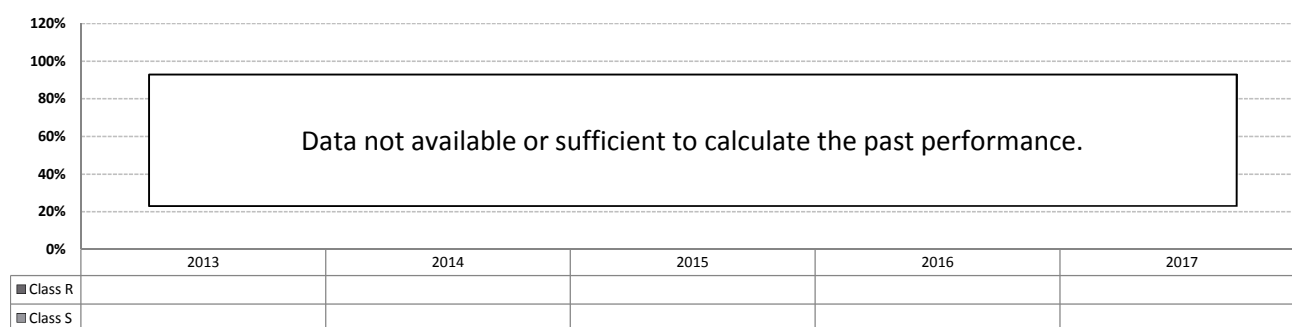 120%
100%
80%
60%
40%
20%
0%
Data not available or sufficient to calculate the past performance.
2013 2014 2015 2016 2017
Class R
Class S